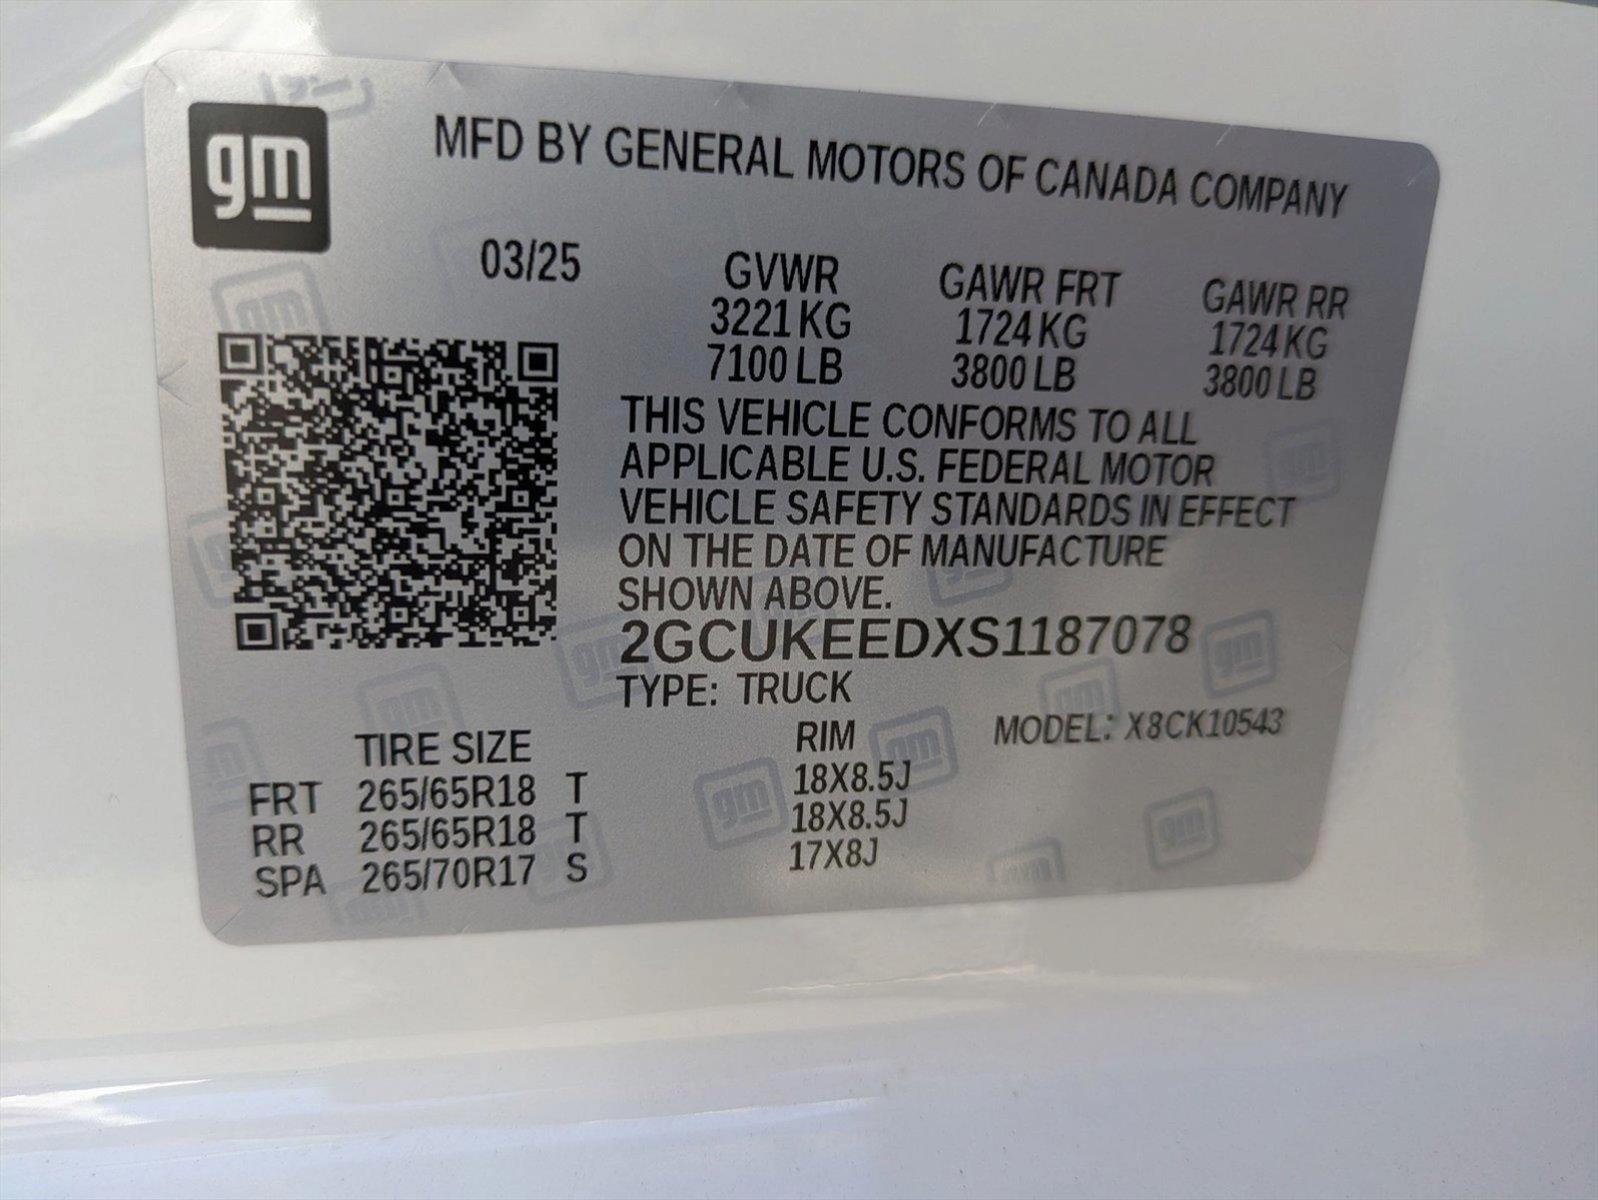 gm
MFD BY GENERAL MOTORS OF CANADA COMPANY
03/25
GVWR GAWR FRT GAWR RR
3221 KG 1724 KG 1724 KG
7100 LB 3800 LB 3800 LB
THIS VEHICLE CONFORMS TO ALL
APPLICABLE U.S. FEDERAL MOTOR
VEHICLE SAFETY STANDARDS IN EFFECT
ON THE DATE OF MANUFACTURE
SHOWN ABOVE.
2GCUKEEDXS1187078
TYPE: TRUCK
MODEL: X8CK10543
TIRE SIZE RIM
FRT 265/65R18 T 18X8.5J
RR 265/65R18 T 18X8.5J
SPA 265/70R17 S 17X8J